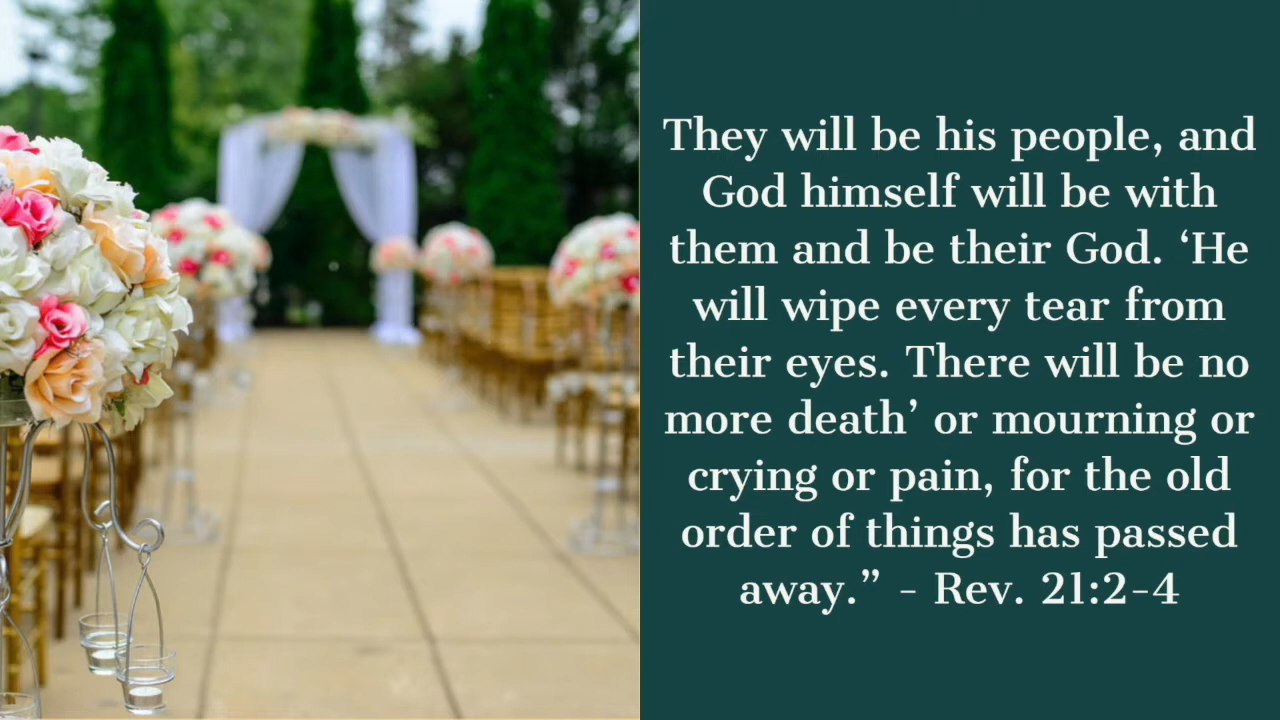 They will be his people, and
God himself will be with
them and be their God. ‘He
will wipe every tear from
their eyes. There will be no
more death’ or mourning or
crying or pain, for the old
order of things has passed
away.” - Rev. 21:2-4